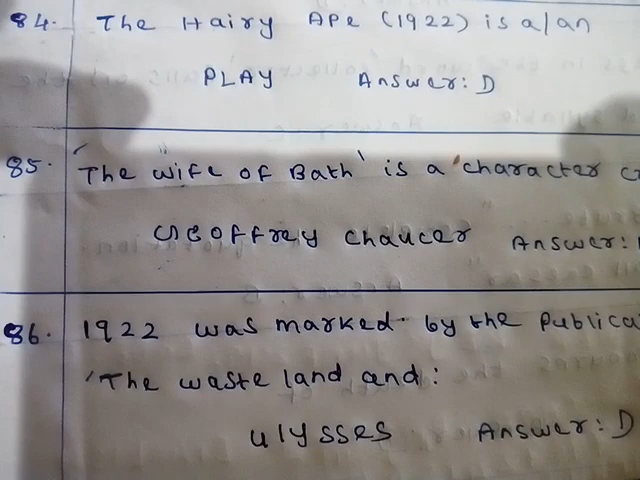 84. The Hairy Ape (1922) is a/an
PLAY Answer: D
85. 'The wife of Bath' is a 'character
Geoffrey chaucer Answer:
86. 1922 was marked. by the Publica
'The waste land and:
ulysses Answer: D